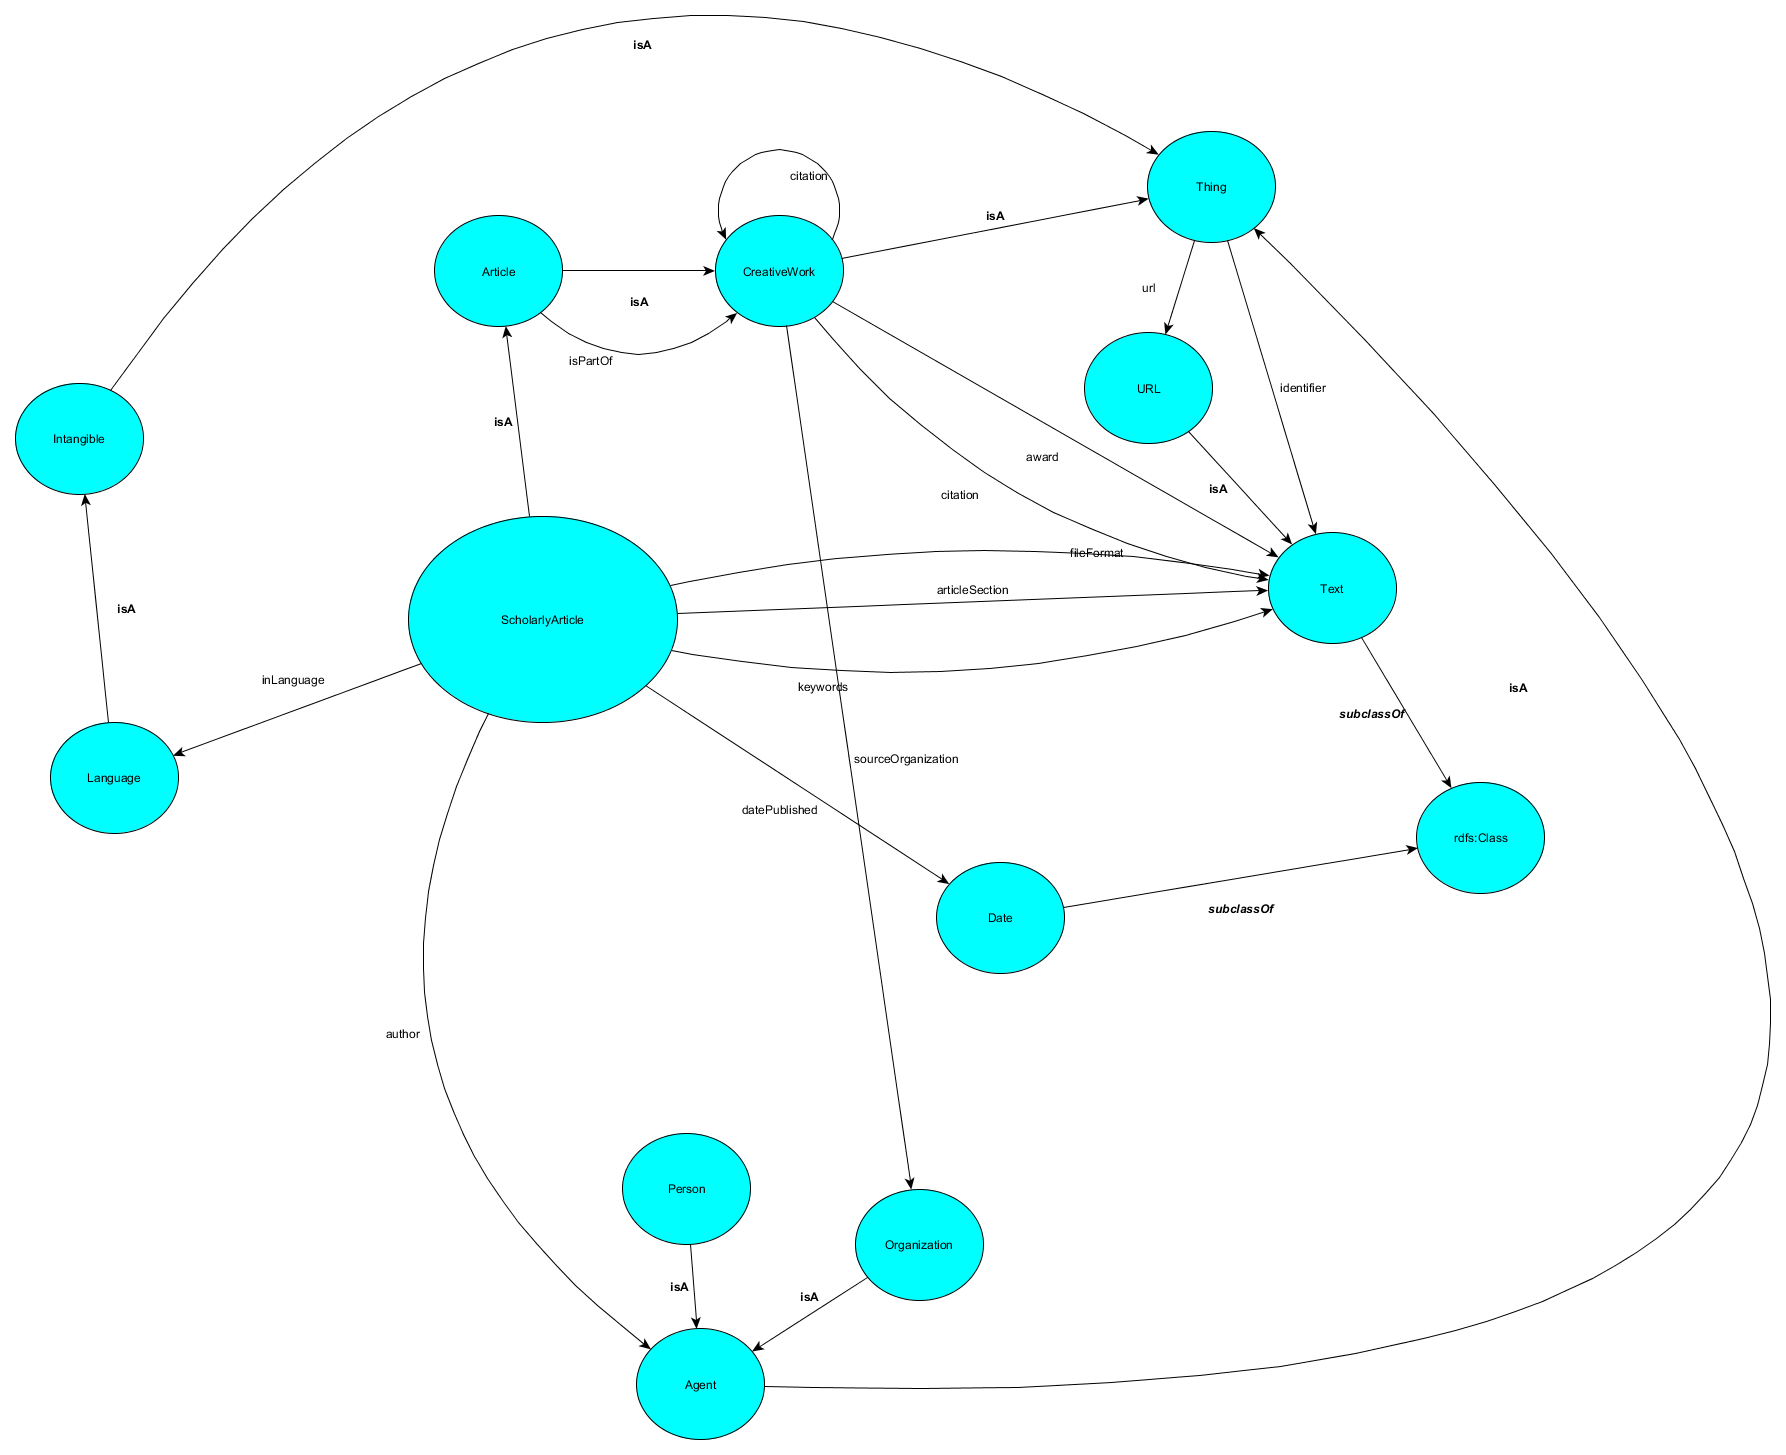 isA
citation
Thing
isA
Article
CreativeWork
url
isA
isPartOf
URL
identifier
isA
Intangible
award
isA
citation
fileFormat
articleSection
Text
isA
ScholarlyArticle
inLanguage
keywords
isA
subclassOf
sourceOrganization
Language
datePublished
rdfs:Class
Date
subclassOf
author
Person
Organization
isA
isA
Agent